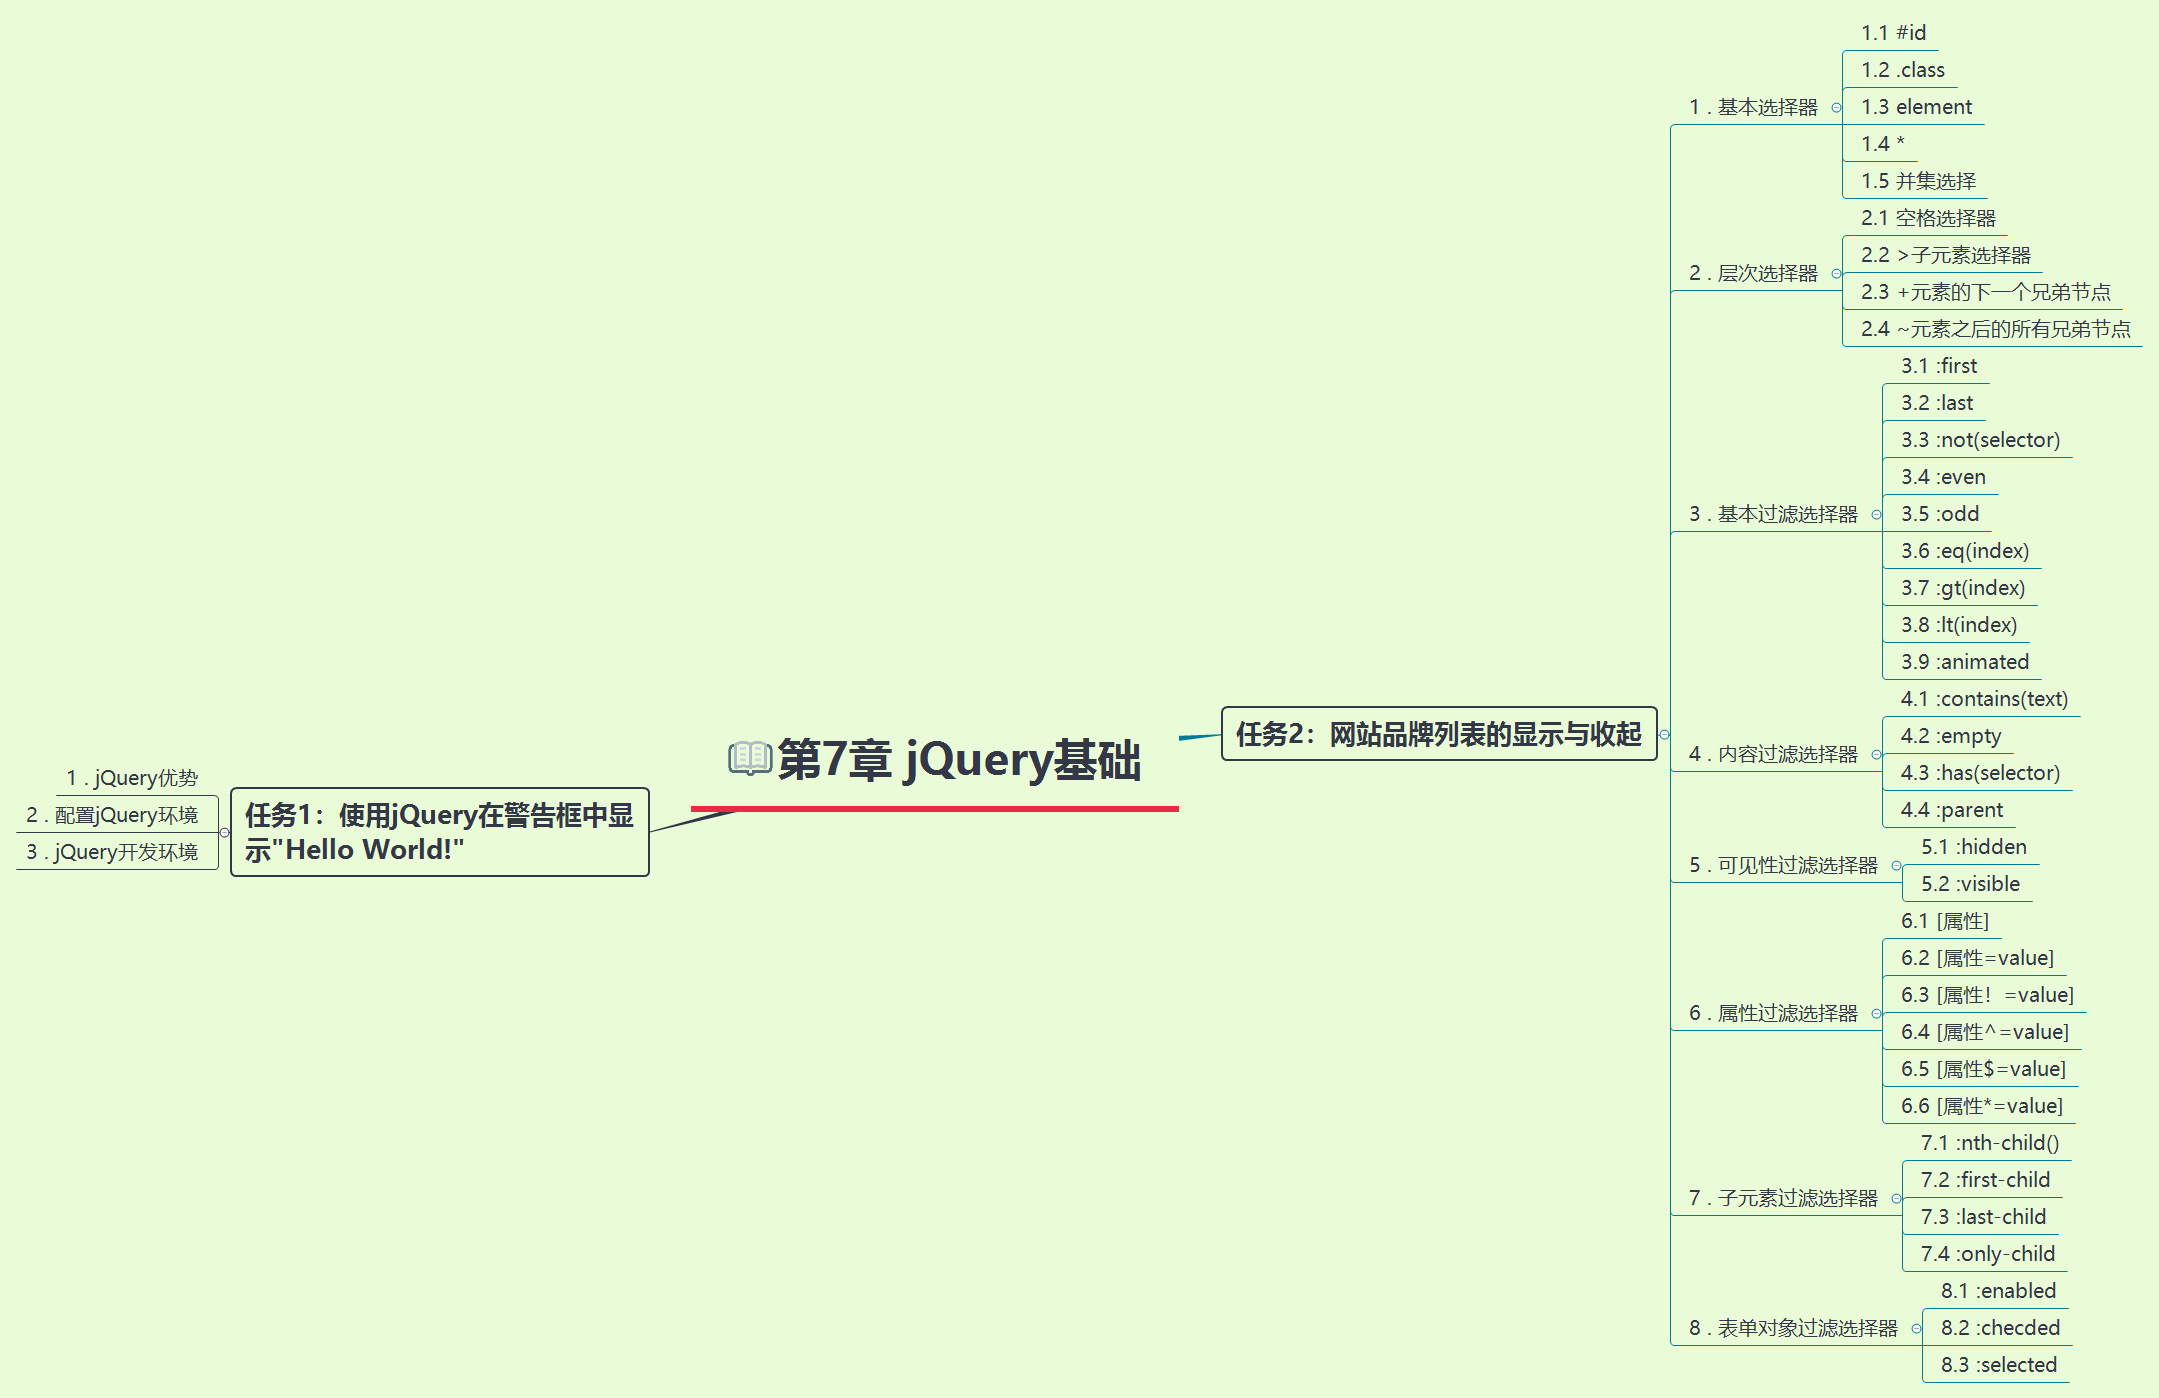 第7章 jQuery基础
任务1：使用jQuery在警告框中显
示"Hello World!"
1 . jQuery优势
2 . 配置jQuery环境
3 . jQuery开发环境
任务2：网站品牌列表的显示与收起
1 . 基本选择器
1.1 #id
1.2 .class
1.3 element
1.4 *
1.5 并集选择
2 . 层次选择器
2.1 空格选择器
2.2 >子元素选择器
2.3 +元素的下一个兄弟节点
2.4 ~元素之后的所有兄弟节点
3 . 基本过滤选择器
3.1 :first
3.2 :last
3.3 :not(selector)
3.4 :even
3.5 :odd
3.6 :eq(index)
3.7 :gt(index)
3.8 :lt(index)
3.9 :animated
4 . 内容过滤选择器
4.1 :contains(text)
4.2 :empty
4.3 :has(selector)
4.4 :parent
5 . 可见性过滤选择器
5.1 :hidden
5.2 :visible
6 . 属性过滤选择器
6.1 [属性]
6.2 [属性=value]
6.3 [属性！=value]
6.4 [属性^=value]
6.5 [属性$=value]
6.6 [属性*=value]
7 . 子元素过滤选择器
7.1 :nth-child()
7.2 :first-child
7.3 :last-child
7.4 :only-child
8 . 表单对象过滤选择器
8.1 :enabled
8.2 :checded
8.3 :selected